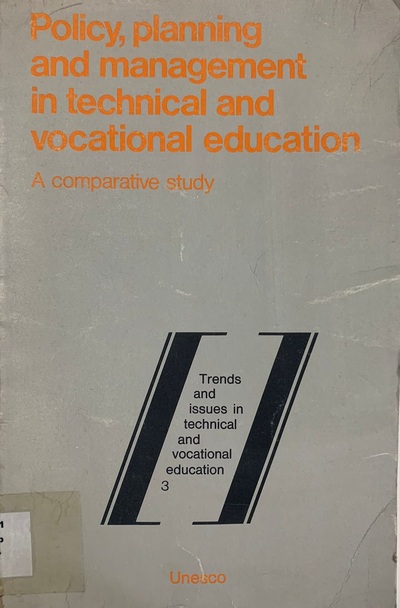 Policy, planning
and management
in technical and
vocational education
A comparative study
Trends
and
issues in
technical
and
vocational
education
3
Unesco